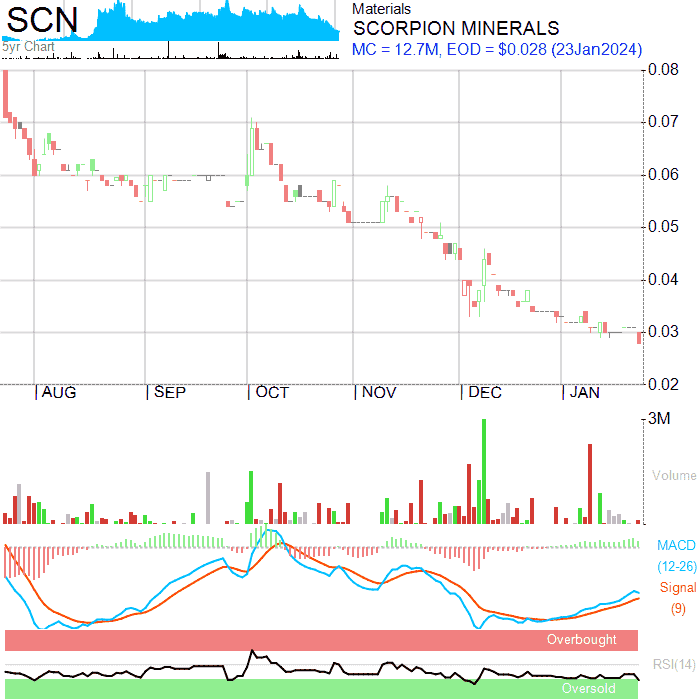 SCN
5yr Chart
Materials
SCORPION MINERALS
MC = 12.7M, EOD = $0.028 (23Jan2024)
0.08
0.07
0.06
0.05
0.04
0.03
0.02
AUG SEP OCT NOV DEC JAN
3M
Volume
MACD
(12-26)
Signal
(9)
Overbought
RSI(14)
Oversold